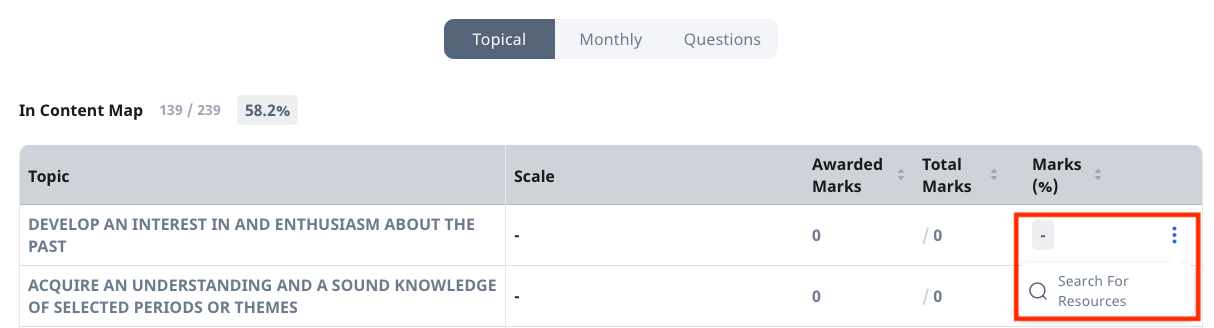 Topical Monthly Questions
In Content Map 139 / 239 58.2%
Topic Scale Awarded Marks Total Marks Marks (%)
DEVELOP AN INTEREST IN AND ENTHUSIASM ABOUT THE
PAST
- 0 / 0 -
ACQUIRE AN UNDERSTANDING AND A SOUND KNOWLEDGE
OF SELECTED PERIODS OR THEMES
- 0 / 0
Search For
Resources